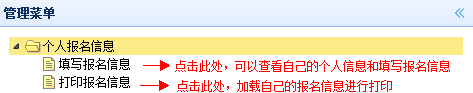 管理菜单
个人报名信息
填写报名信息 点击此处，可以查看自己的个人信息和填写报名信息
打印报名信息 点击此处，加载自己的报名信息进行打印